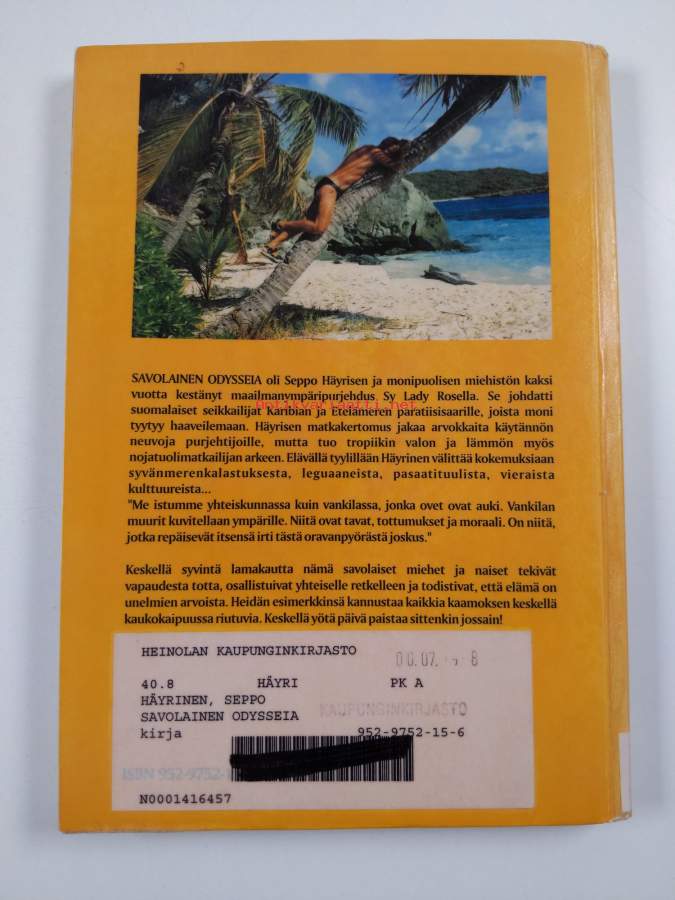 SAVOLAINEN ODYSSEIA oli Seppo Häyrisen ja monipuolisen miehistön kaksi
vuotta kestänyt maailmanympäripurjehdus Sy Lady Rosella. Se johdatti
Antikvariaatti.net
suomalaiset seikkailijat Karibian ja Etelämeren paratiisisaarille, joista moni
tyytyy haaveilemaan. Häyrisen matkakertomus jakaa arvokkaita käytännön
neuvoja purjehtijoille, mutta tuo tropiikin valon ja lämmön myös
nojatuolimatkailijan arkeen. Elävällä tyylillään Häyrinen välittää kokemuksiaan
syvänmerenkalastuksesta, leguaaneista, pasaatituulista, vieraista
kulttuureista...
"Me istumme yhteiskunnassa kuin vankilassa, jonka ovet ovat auki. Vankilan
muurit kuvitellaan ympärille. Niitä ovat tavat, tottumukset ja moraali. On niitä,
jotka repäisevät itsensä irti tästä oravanpyörästä joskus."
Keskellä syvintä lamakautta nämä savolaiset miehet ja naiset tekivät
vapaudesta totta, osallistuivat yhteiselle retkelleen ja todistivat, että elämä on
unelmien arvoista. Heidän esimerkkinsä kannustaa kaikkia kaamoksen keskellä
kaukokaipuussa riutuvia. Keskellä yötä päivä paistaa sittenkin jossain!
HEINOLAN KAUPUNGINKIRJASTO
40.8 HÄYRI PK A
HÄYRINEN, SEPPO
SAVOLAINEN ODYSSEIA KAUPUNGINKIRJASTO
kirja 952-9752-15-6
ISBN 952-9752-1
N0001416457